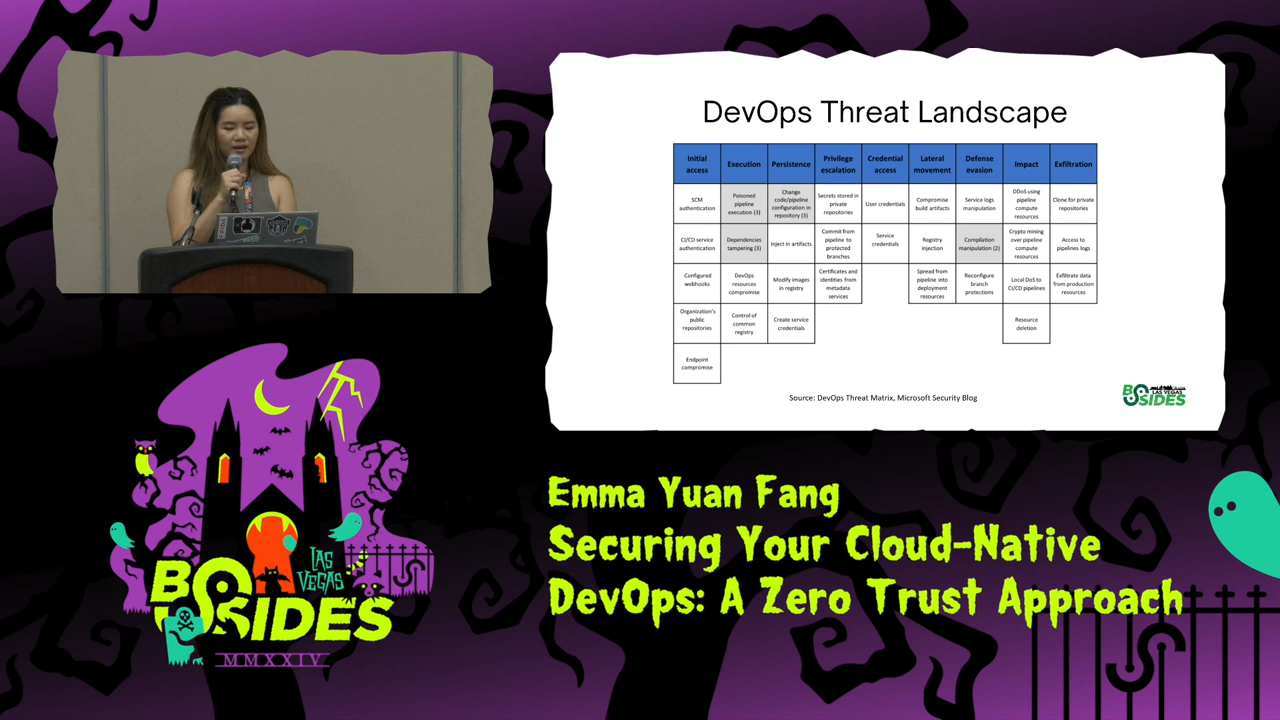 DevOps Threat Landscape
Initial access
Execution
Persistence
Privilege escalation
Credential access
Lateral movement
Defense evasion
Impact
Exfiltration
SCM authentication
Poisoned pipeline execution (3)
Change code/pipeline configuration in repository (3)
Secrets stored in private repositories
User credentials
Compromise build artifacts
Service logs manipulation
DDoS using pipeline compute resources
Clone for private repositories
CI/CD service authentication
Dependencies tampering (3)
Inject in artifacts
Commit from pipeline to protected branches
Service credentials
Registry injection
Compilation manipulation (2)
Crypto mining over pipeline compute resources
Access to pipelines logs
Configured webhooks
DevOps resources compromise
Modify images in registry
Certificates and identities from metadata services
Spread from pipeline into deployment resources
Reconfigure branch protections
Local DoS to CI/CD pipelines
Exfiltrate data from production resources
Organization's public repositories
Control of common registry
Create service credentials
Resource deletion
Endpoint compromise
Source: DevOps Threat Matrix, Microsoft Security Blog
BSIDES
LAS VEGAS
Emma Yuan Fang
Securing Your Cloud-Native
DevOps: A Zero Trust Approach
LAS
VEGAS
BSIDES
MMXXIV